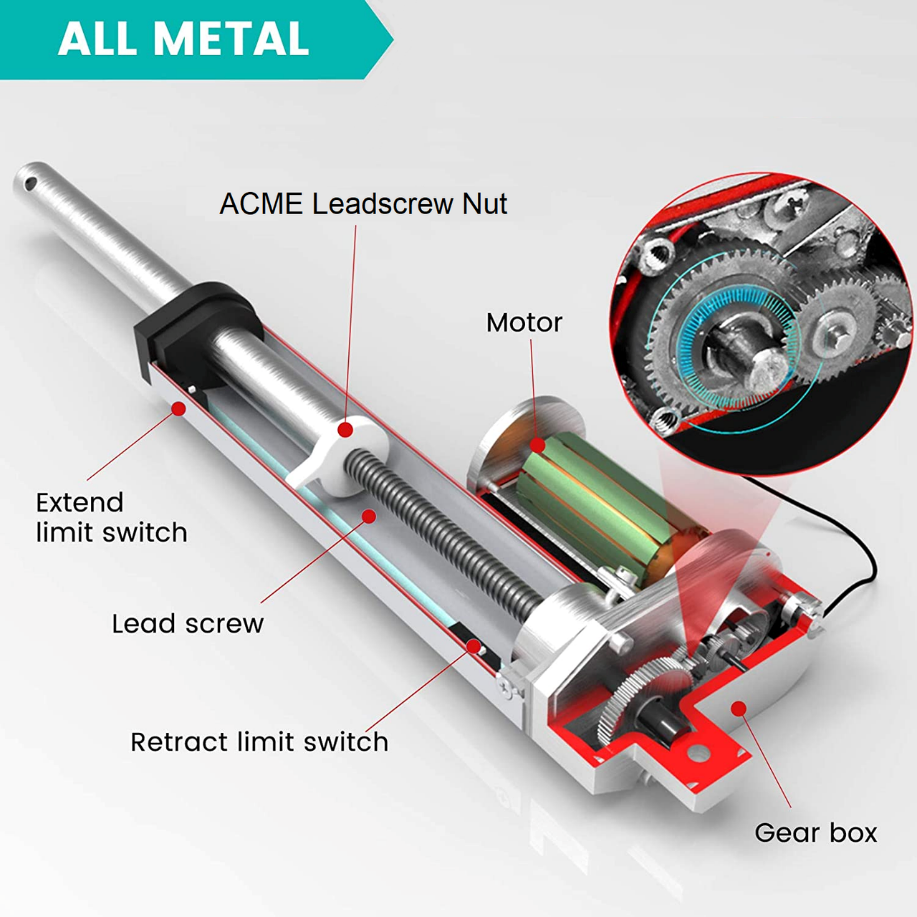 ALL METAL
ACME Leadscrew Nut
Motor
Extend
limit switch
Lead screw
Retract limit switch
Gear box